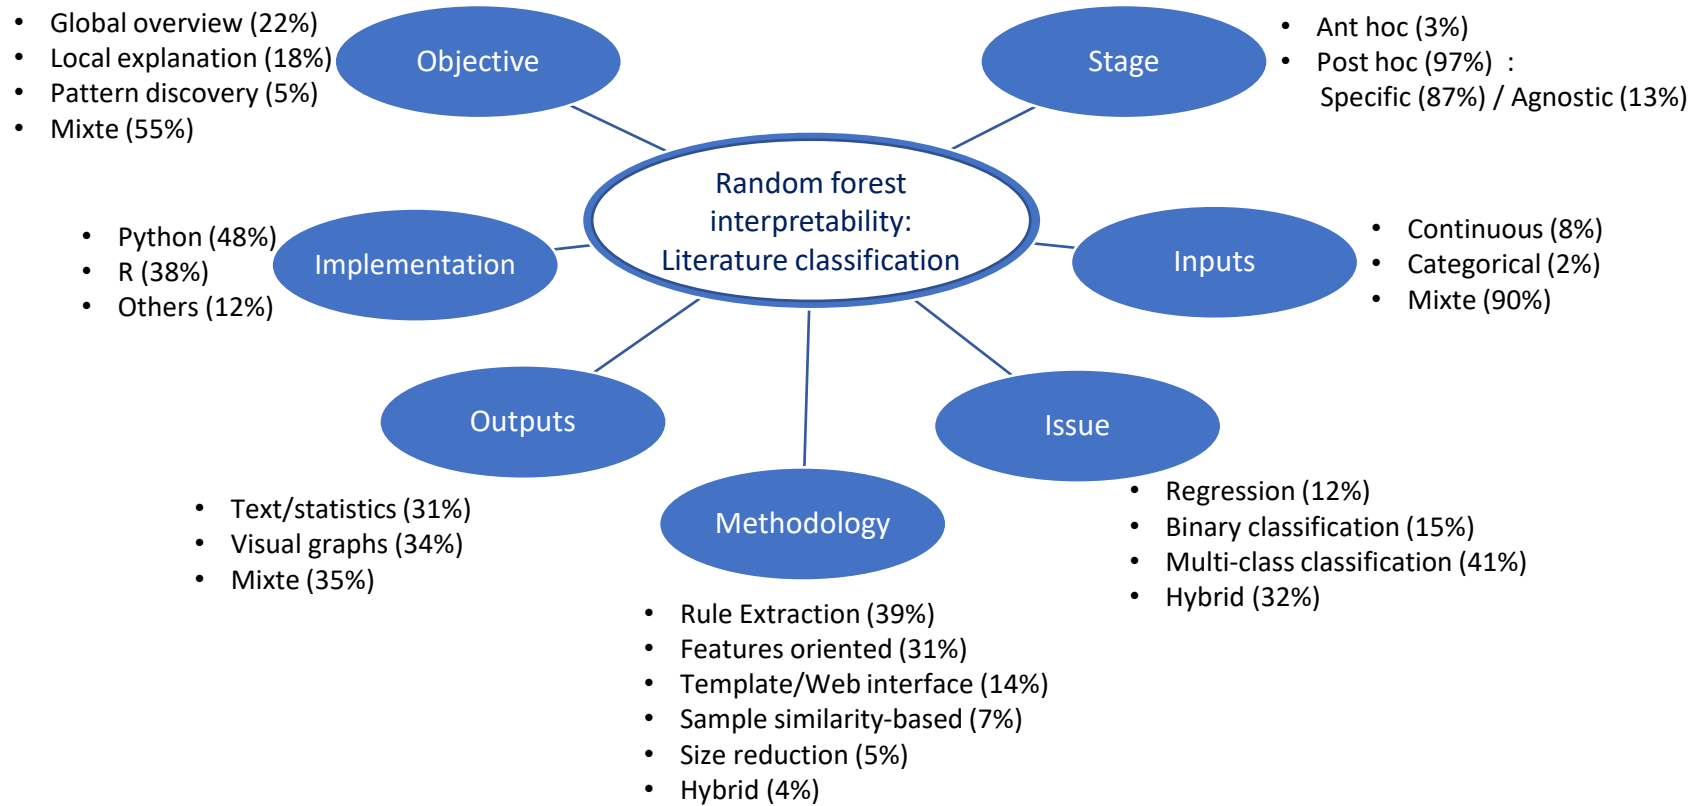 • Global overview (22%)
• Local explanation (18%)
• Pattern discovery (5%)
• Mixte (55%)
Objective
Stage
• Ant hoc (3%)
• Post hoc (97%) :
Specific (87%) / Agnostic (13%)
Random forest
interpretability:
Literature classification
• Python (48%)
• R (38%)
• Others (12%)
Implementation
Inputs
• Continuous (8%)
• Categorical (2%)
• Mixte (90%)
Outputs
• Text/statistics (31%)
• Visual graphs (34%)
• Mixte (35%)
Methodology
• Rule Extraction (39%)
• Features oriented (31%)
• Template/Web interface (14%)
• Sample similarity-based (7%)
• Size reduction (5%)
• Hybrid (4%)
Issue
• Regression (12%)
• Binary classification (15%)
• Multi-class classification (41%)
• Hybrid (32%)